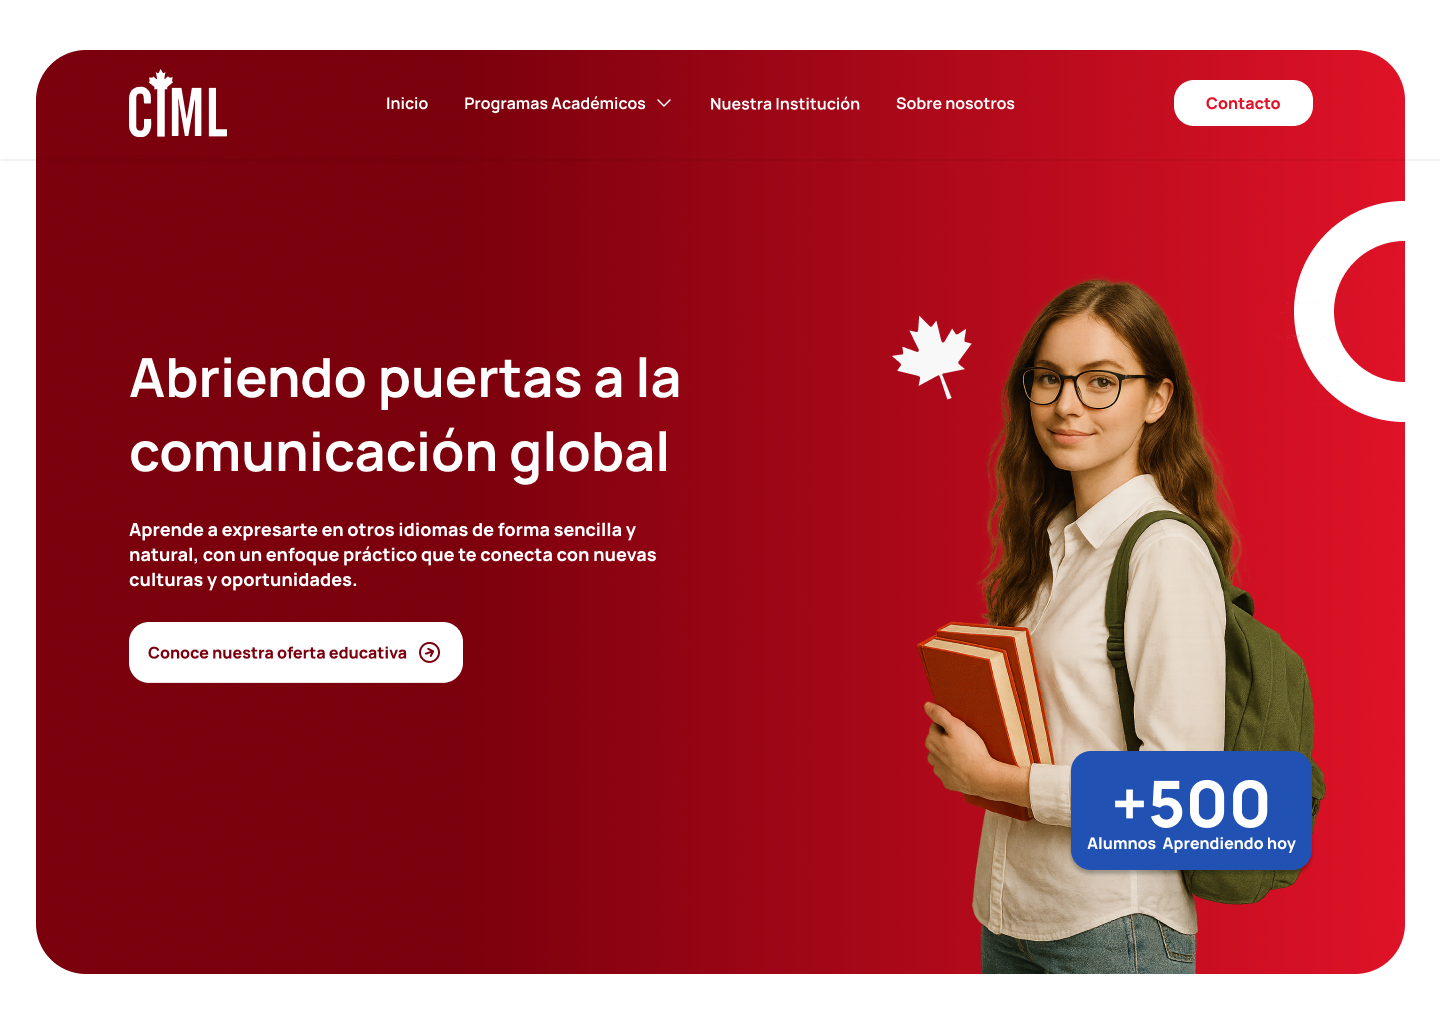 CIML
Inicio
Programas Académicos
Nuestra Institución
Sobre nosotros
Contacto
Abriendo puertas a la
comunicación global
Aprende a expresarte en otros idiomas de forma sencilla y
natural, con un enfoque práctico que te conecta con nuevas
culturas y oportunidades.
Conoce nuestra oferta educativa
+500
Alumnos Aprendiendo hoy